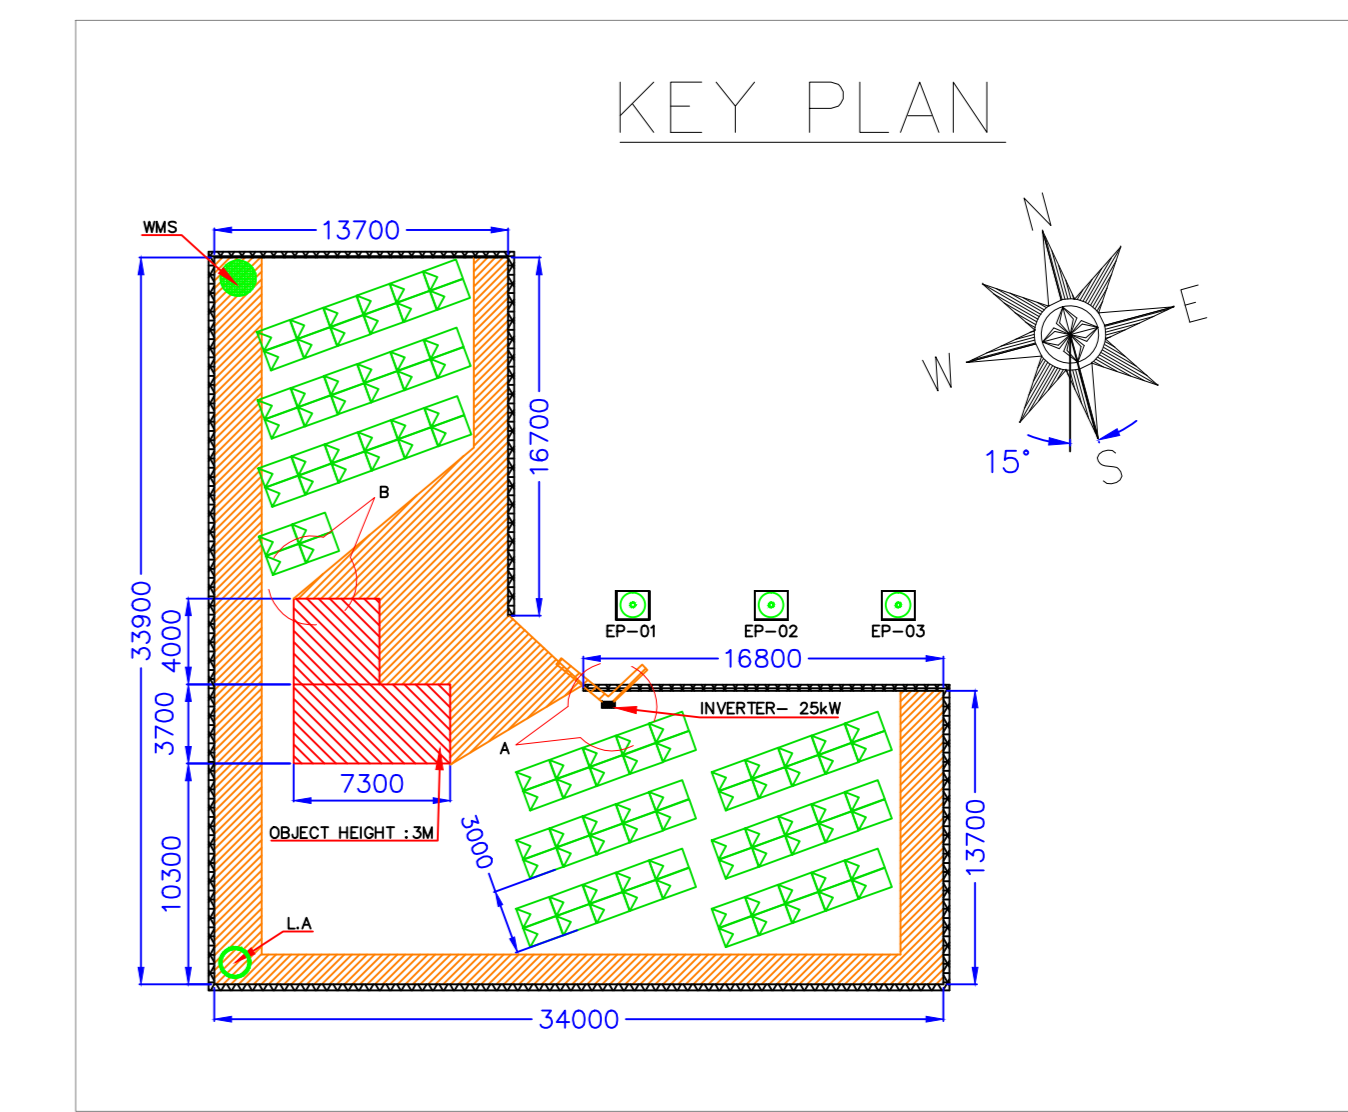 KEY PLAN
WMS
13700
N
E
W
S
15°
16700
33900
B
4000
3700
10300
7300
OBJECT HEIGHT :3M
EP-01
EP-02
EP-03
16800
INVERTER- 25kW
A
3000
13700
L.A
34000